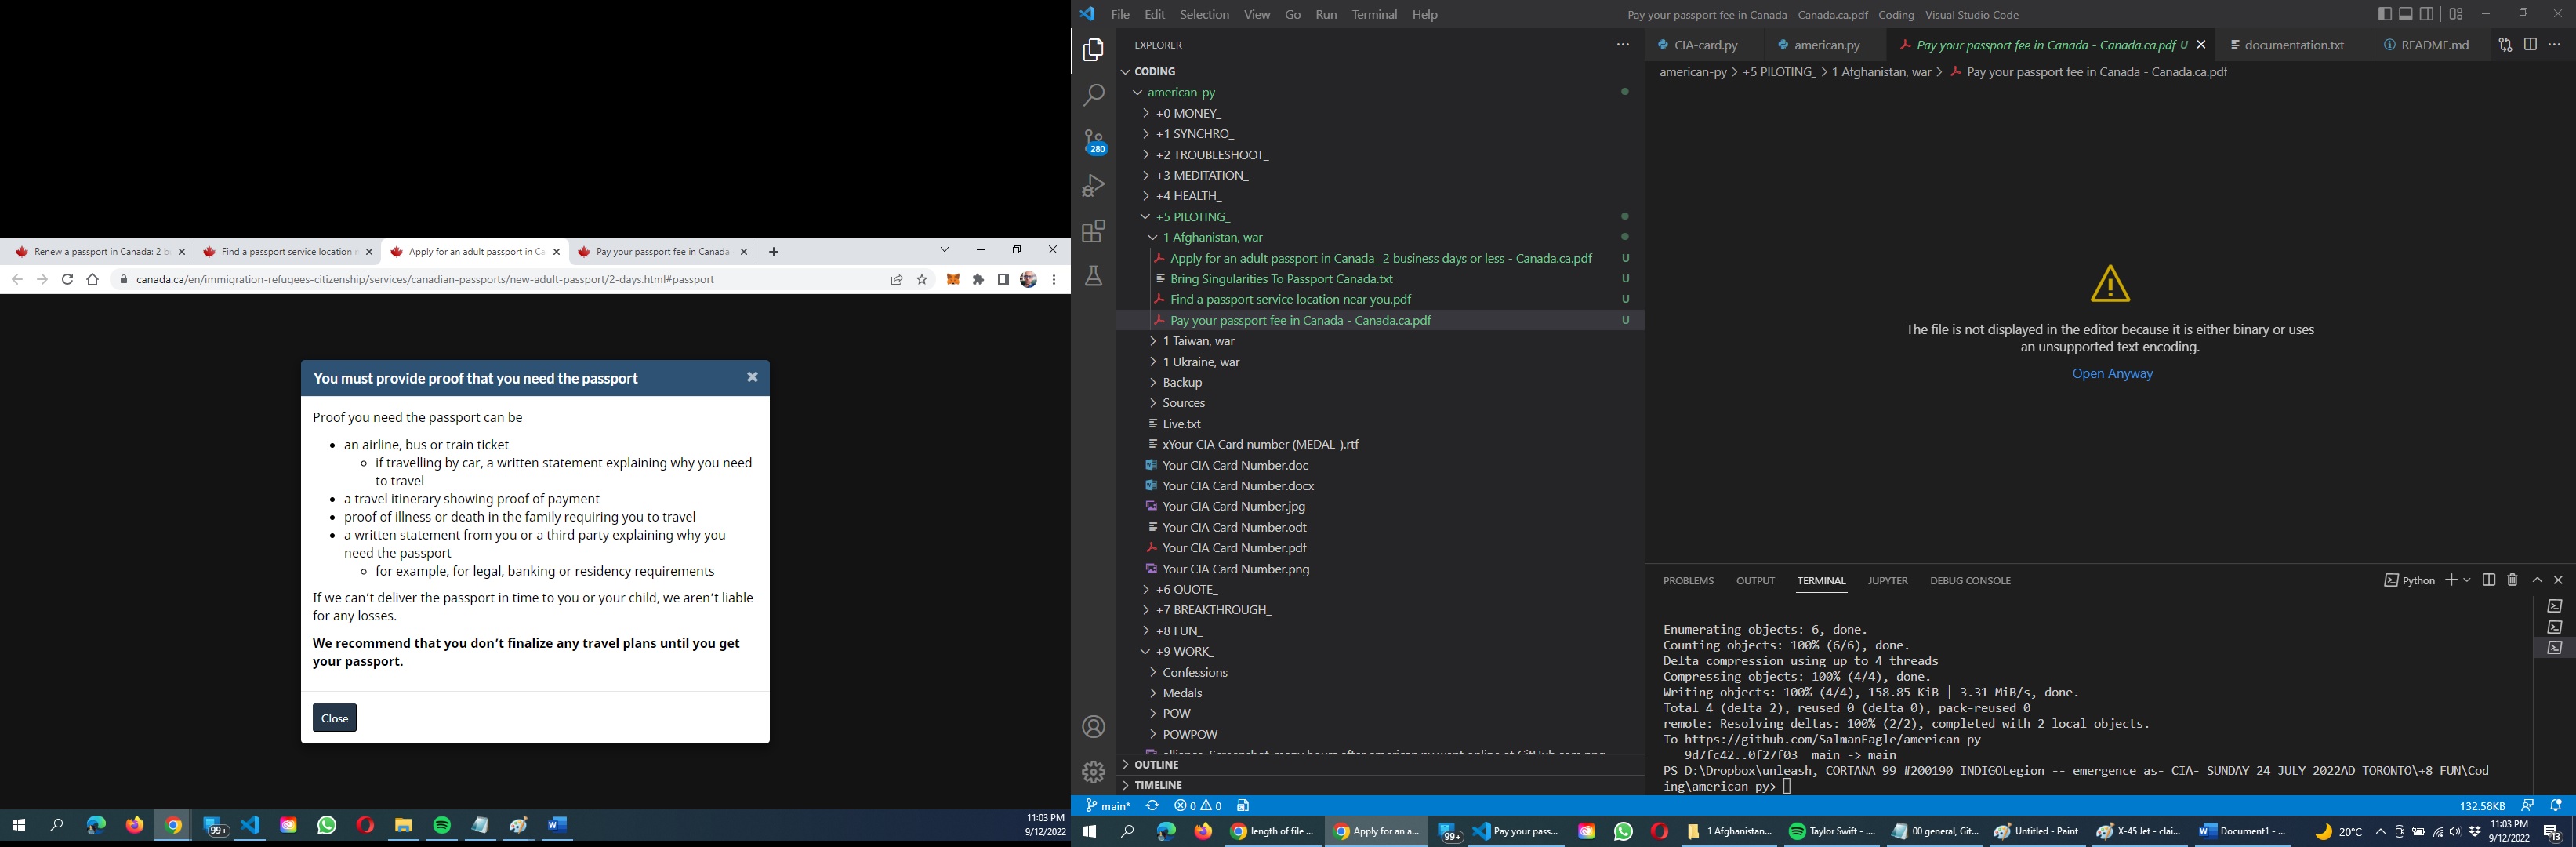 Renew a passport in Canada: 2 b
Find a passport service location n
Apply for an adult passport in Ca
Pay your passport fee in Canada
canada.ca/en/immigration-refugees-citizenship/services/canadian-passports/new-adult-passport/2-days.html#passport
You must provide proof that you need the passport
Proof you need the passport can be
an airline, bus or train ticket
if travelling by car, a written statement explaining why you need
to travel
a travel itinerary showing proof of payment
proof of illness or death in the family requiring you to travel
a written statement from you or a third party explaining why you
need the passport
for example, for legal, banking or residency requirements
If we can't deliver the passport in time to you or your child, we aren't liable
for any losses.
We recommend that you don't finalize any travel plans until you get
your passport.
Close
99+
11:03 PM
9/12/2022
File Edit Selection View Go Run Terminal Help
Pay your passport fee in Canada - Canada.ca.pdf - Coding - Visual Studio Code
EXPLORER
CODING
american-py
+0 MONEY_
+1 SYNCHRO_
280
+2 TROUBLESHOOT_
+3 MEDITATION_
+4 HEALTH_
+5 PILOTING_
1 Afghanistan, war
Apply for an adult passport in Canada_ 2 business days or less - Canada.ca.pdf U
Bring Singularities To Passport Canada.txt U
Find a passport service location near you.pdf U
Pay your passport fee in Canada - Canada.ca.pdf U
1 Taiwan, war
1 Ukraine, war
Backup
Sources
Live.txt
xYour CIA Card number (MEDAL-).rtf
Your CIA Card Number.doc
Your CIA Card Number.docx
Your CIA Card Number.jpg
Your CIA Card Number.odt
Your CIA Card Number.pdf
Your CIA Card Number.png
+6 QUOTE_
+7 BREAKTHROUGH_
+8 FUN_
+9 WORK_
Confessions
Medals
POW
POWPOW
OUTLINE
TIMELINE
CIA-card.py
american.py
Pay your passport fee in Canada - Canada.ca.pdf U
documentation.txt
README.md
american-py > +5 PILOTING_ > 1 Afghanistan, war > Pay your passport fee in Canada - Canada.ca.pdf
The file is not displayed in the editor because it is either binary or uses
an unsupported text encoding.
Open Anyway
PROBLEMS OUTPUT TERMINAL JUPYTER DEBUG CONSOLE
Python
Enumerating objects: 6, done.
Counting objects: 100% (6/6), done.
Delta compression using up to 4 threads
Compressing objects: 100% (4/4), done.
Writing objects: 100% (4/4), 158.85 KiB | 3.31 MiB/s, done.
Total 4 (delta 2), reused 0 (delta 0), pack-reused 0
remote: Resolving deltas: 100% (2/2), completed with 2 local objects.
To https://github.com/SalmanEagle/american-py
9d7fc42..0f27f03 main -> main
PS D:\Dropbox\unleash, CORTANA 99 #200190 INDIGOLegion -- emergence as- CIA- SUNDAY 24 JULY 2022AD TORONTO\+8 FUN\Cod
ing\american-py>
main* 0 0
132.58KB
length of file ...
Apply for an a...
99+
Pay your pass...
1 Afghanistan...
Taylor Swift - ...
00 general, Git...
Untitled - Paint
X-45 Jet - clai...
Document1 - ...
20°C
11:03 PM
9/12/2022
13